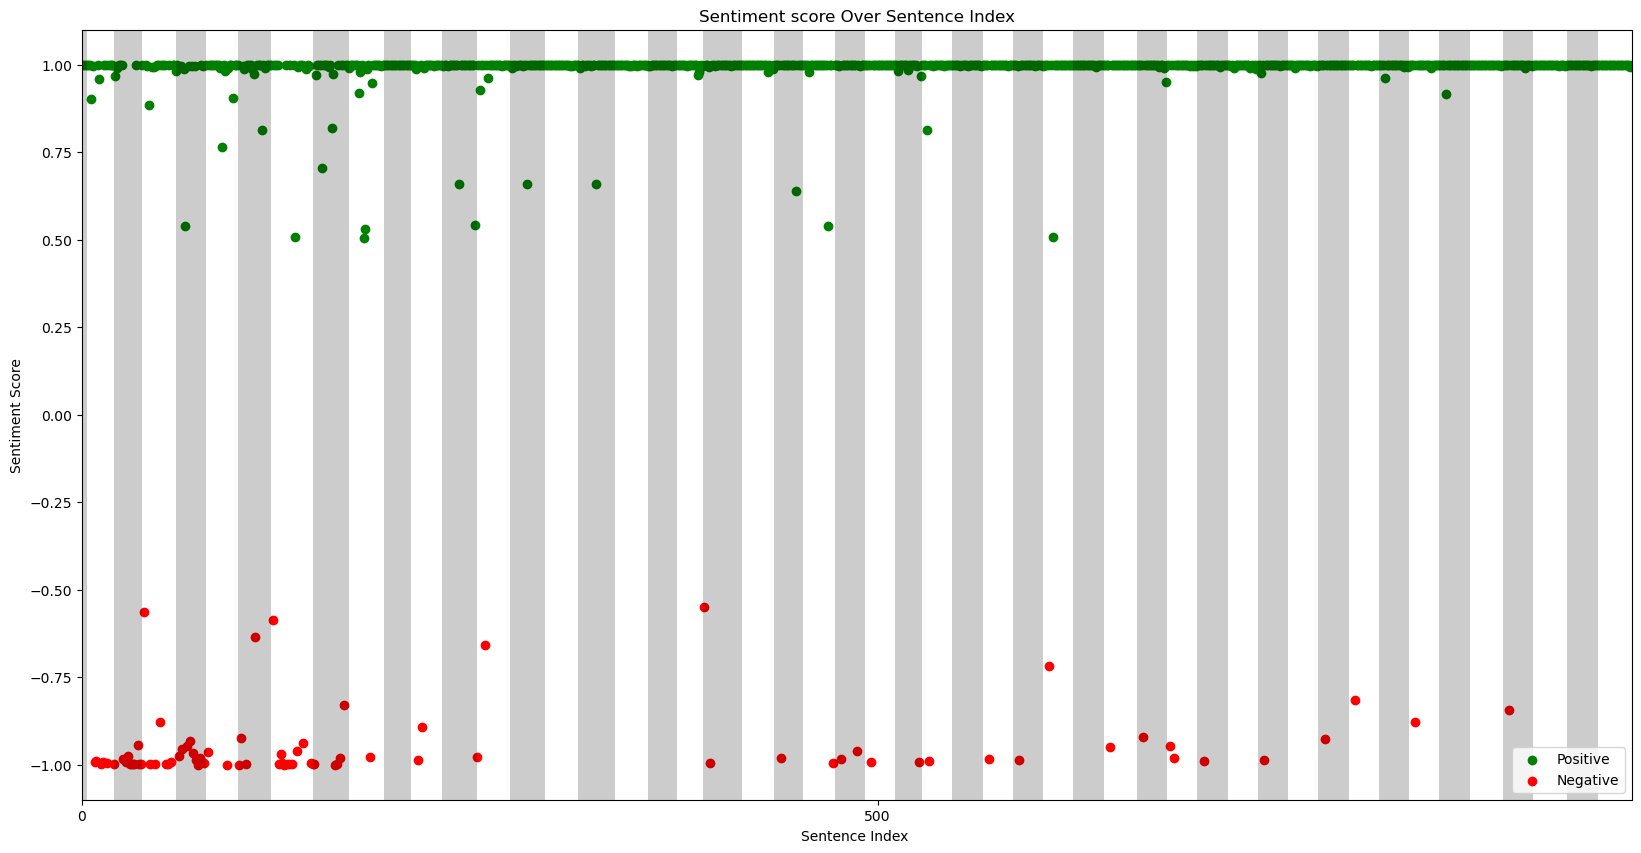 Sentiment score Over Sentence Index
1.00
0.75
0.50
0.25
0.00
−0.25
−0.50
−0.75
−1.00
Sentiment Score
0
500
Sentence Index
Positive
Negative